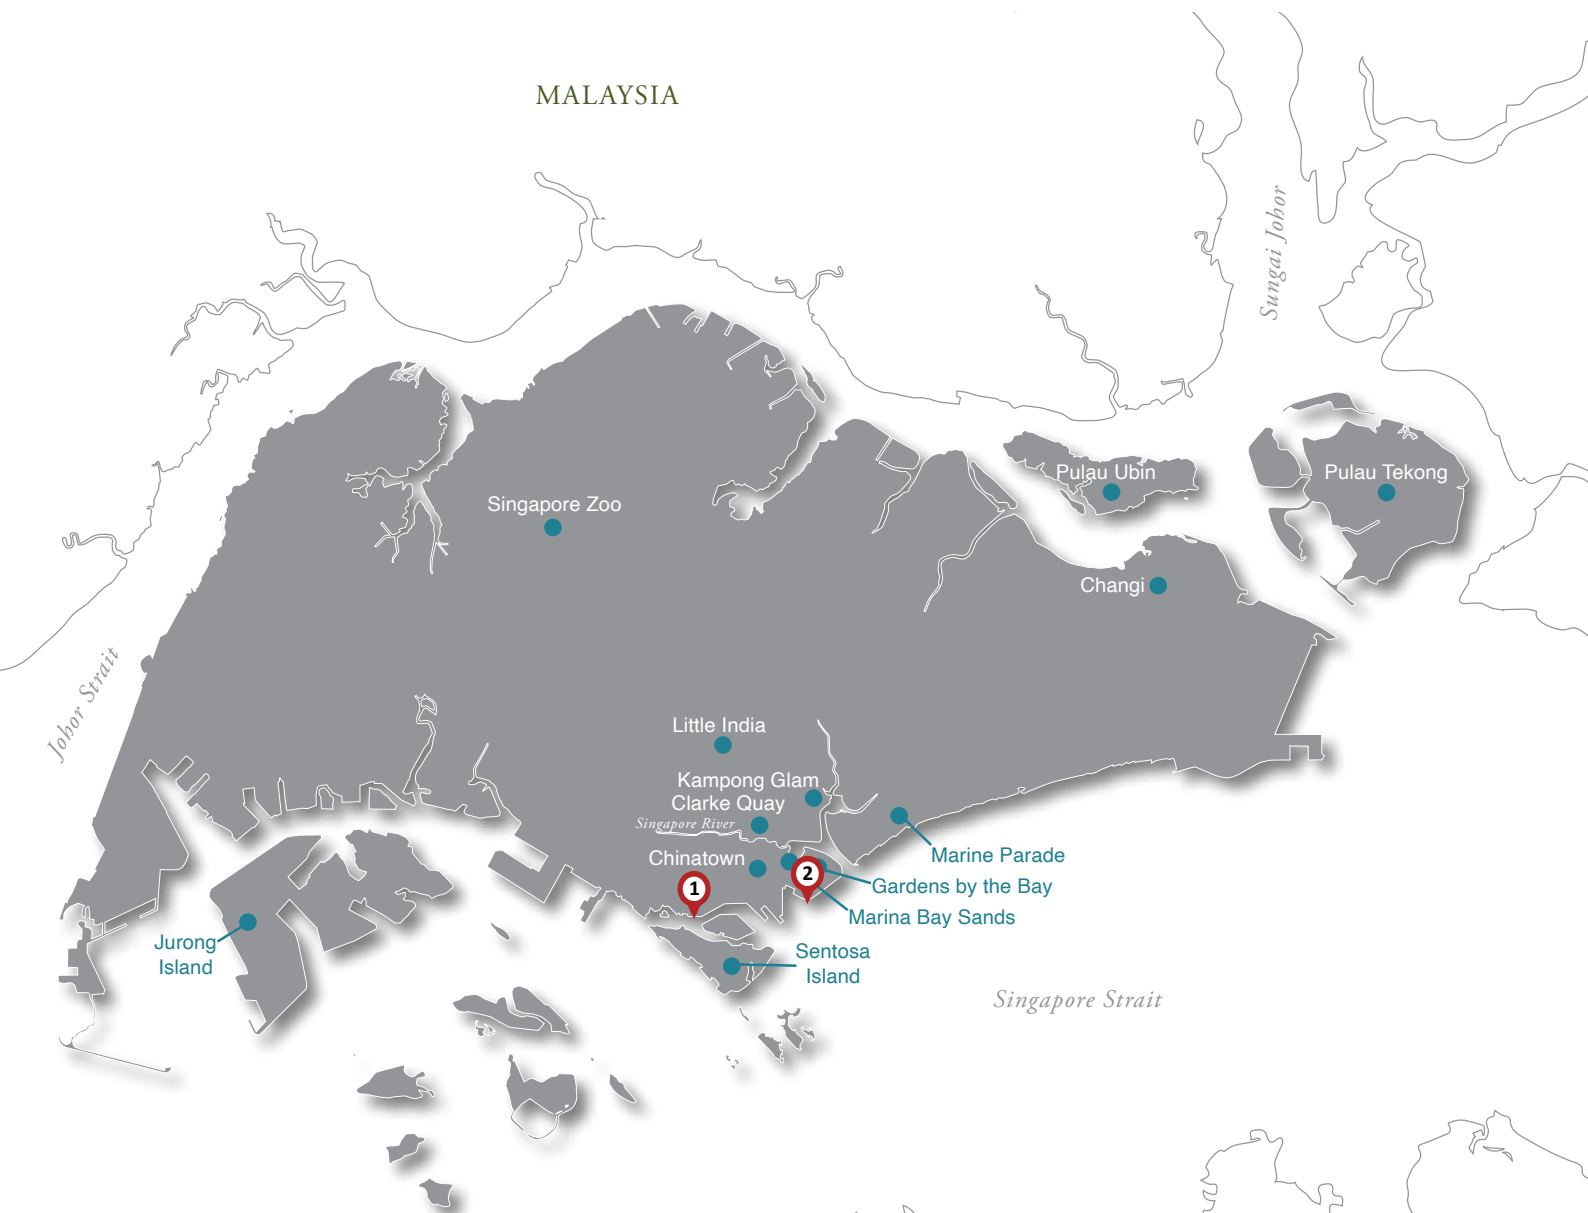 MALAYSIA
Sungai Johor
Pulau Ubin
Pulau Tekong
Singapore Zoo
Changi
Johor Strait
Little India
Kampong Glam
Clarke Quay
Singapore River
Chinatown
1
2
Marine Parade
Gardens by the Bay
Marina Bay Sands
Jurong
Island
Sentosa
Island
Singapore Strait